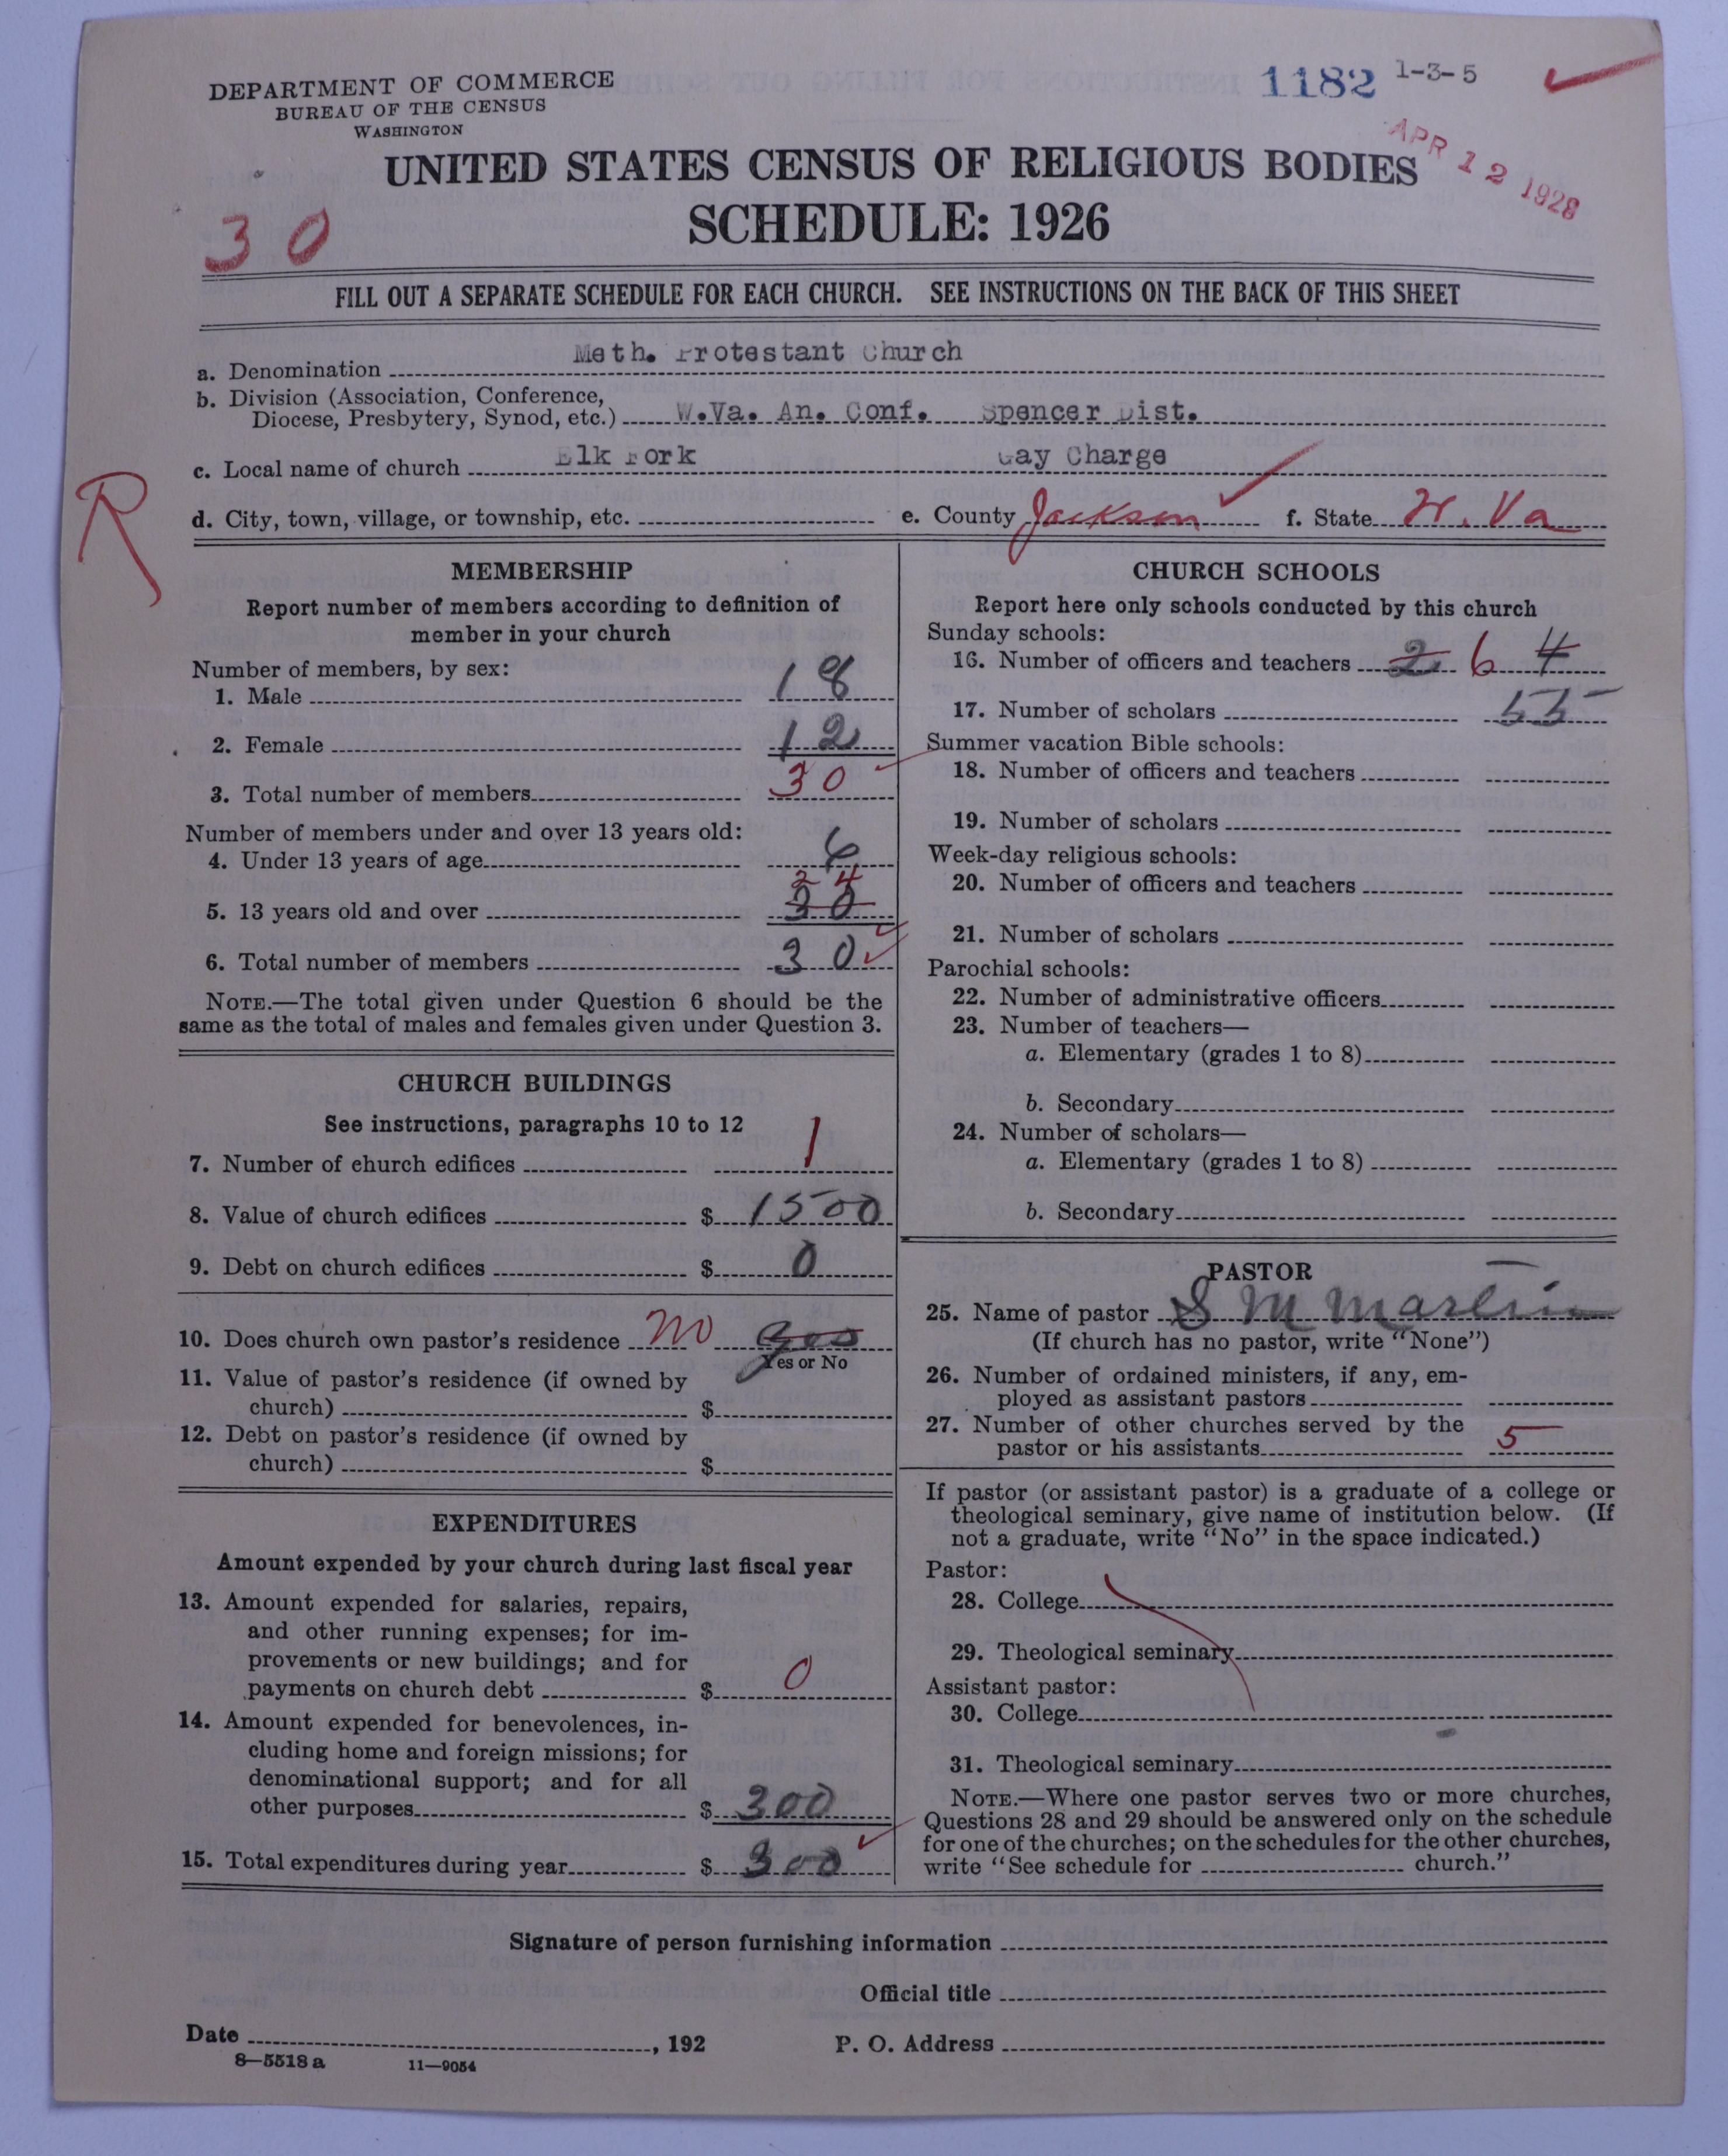 DEPARTMENT OF COMMERCE
BUREAU OF THE CENSUS
WASHINGTON
1182 1-3-5
APR 12 1928
UNITED STATES CENSUS OF RELIGIOUS BODIES
SCHEDULE: 1926
30
FILL OUT A SEPARATE SCHEDULE FOR EACH CHURCH. SEE INSTRUCTIONS ON THE BACK OF THIS SHEET
a. Denomination Meth. Protestant Church
b. Division (Association, Conference,
Diocese, Presbytery, Synod, etc.) W.Va. An. Conf. Spencer Dist.
c. Local name of church Elk Fork Gay Charge
R
d. City, town, village, or township, etc. e. County Jackson f. State W. Va
MEMBERSHIP
Report number of members according to definition of
member in your church
Number of members, by sex:
1. Male 18
2. Female 12
3. Total number of members 30
Number of members under and over 13 years old:
4. Under 13 years of age 6
24
5. 13 years old and over 30
6. Total number of members 30
NOTE.—The total given under Question 6 should be the
same as the total of males and females given under Question 3.
CHURCH BUILDINGS
See instructions, paragraphs 10 to 12
7. Number of church edifices 1
8. Value of church edifices $ 1500
9. Debt on church edifices $ 0
10. Does church own pastor's residence no yes
Yes or No
11. Value of pastor's residence (if owned by
church) $
12. Debt on pastor's residence (if owned by
church) $
EXPENDITURES
Amount expended by your church during last fiscal year
13. Amount expended for salaries, repairs,
and other running expenses; for im-
provements or new buildings; and for
payments on church debt $ 0
14. Amount expended for benevolences, in-
cluding home and foreign missions; for
denominational support; and for all
other purposes $ 300
15. Total expenditures during year $ 300
CHURCH SCHOOLS
Report here only schools conducted by this church
Sunday schools:
16. Number of officers and teachers 2 6 4
17. Number of scholars 55
Summer vacation Bible schools:
18. Number of officers and teachers
19. Number of scholars
Week-day religious schools:
20. Number of officers and teachers
21. Number of scholars
Parochial schools:
22. Number of administrative officers
23. Number of teachers—
a. Elementary (grades 1 to 8)
b. Secondary
24. Number of scholars—
a. Elementary (grades 1 to 8)
b. Secondary
PASTOR
25. Name of pastor S M Martin
(If church has no pastor, write "None")
26. Number of ordained ministers, if any, em-
ployed as assistant pastors
27. Number of other churches served by the
pastor or his assistants 5
If pastor (or assistant pastor) is a graduate of a college or
theological seminary, give name of institution below. (If
not a graduate, write "No" in the space indicated.)
Pastor:
28. College
29. Theological seminary
Assistant pastor:
30. College
31. Theological seminary
NOTE.—Where one pastor serves two or more churches,
Questions 28 and 29 should be answered only on the schedule
for one of the churches; on the schedules for the other churches,
write "See schedule for church."
Signature of person furnishing information
Official title
Date , 192 P. O. Address
8—5518 a 11—9054